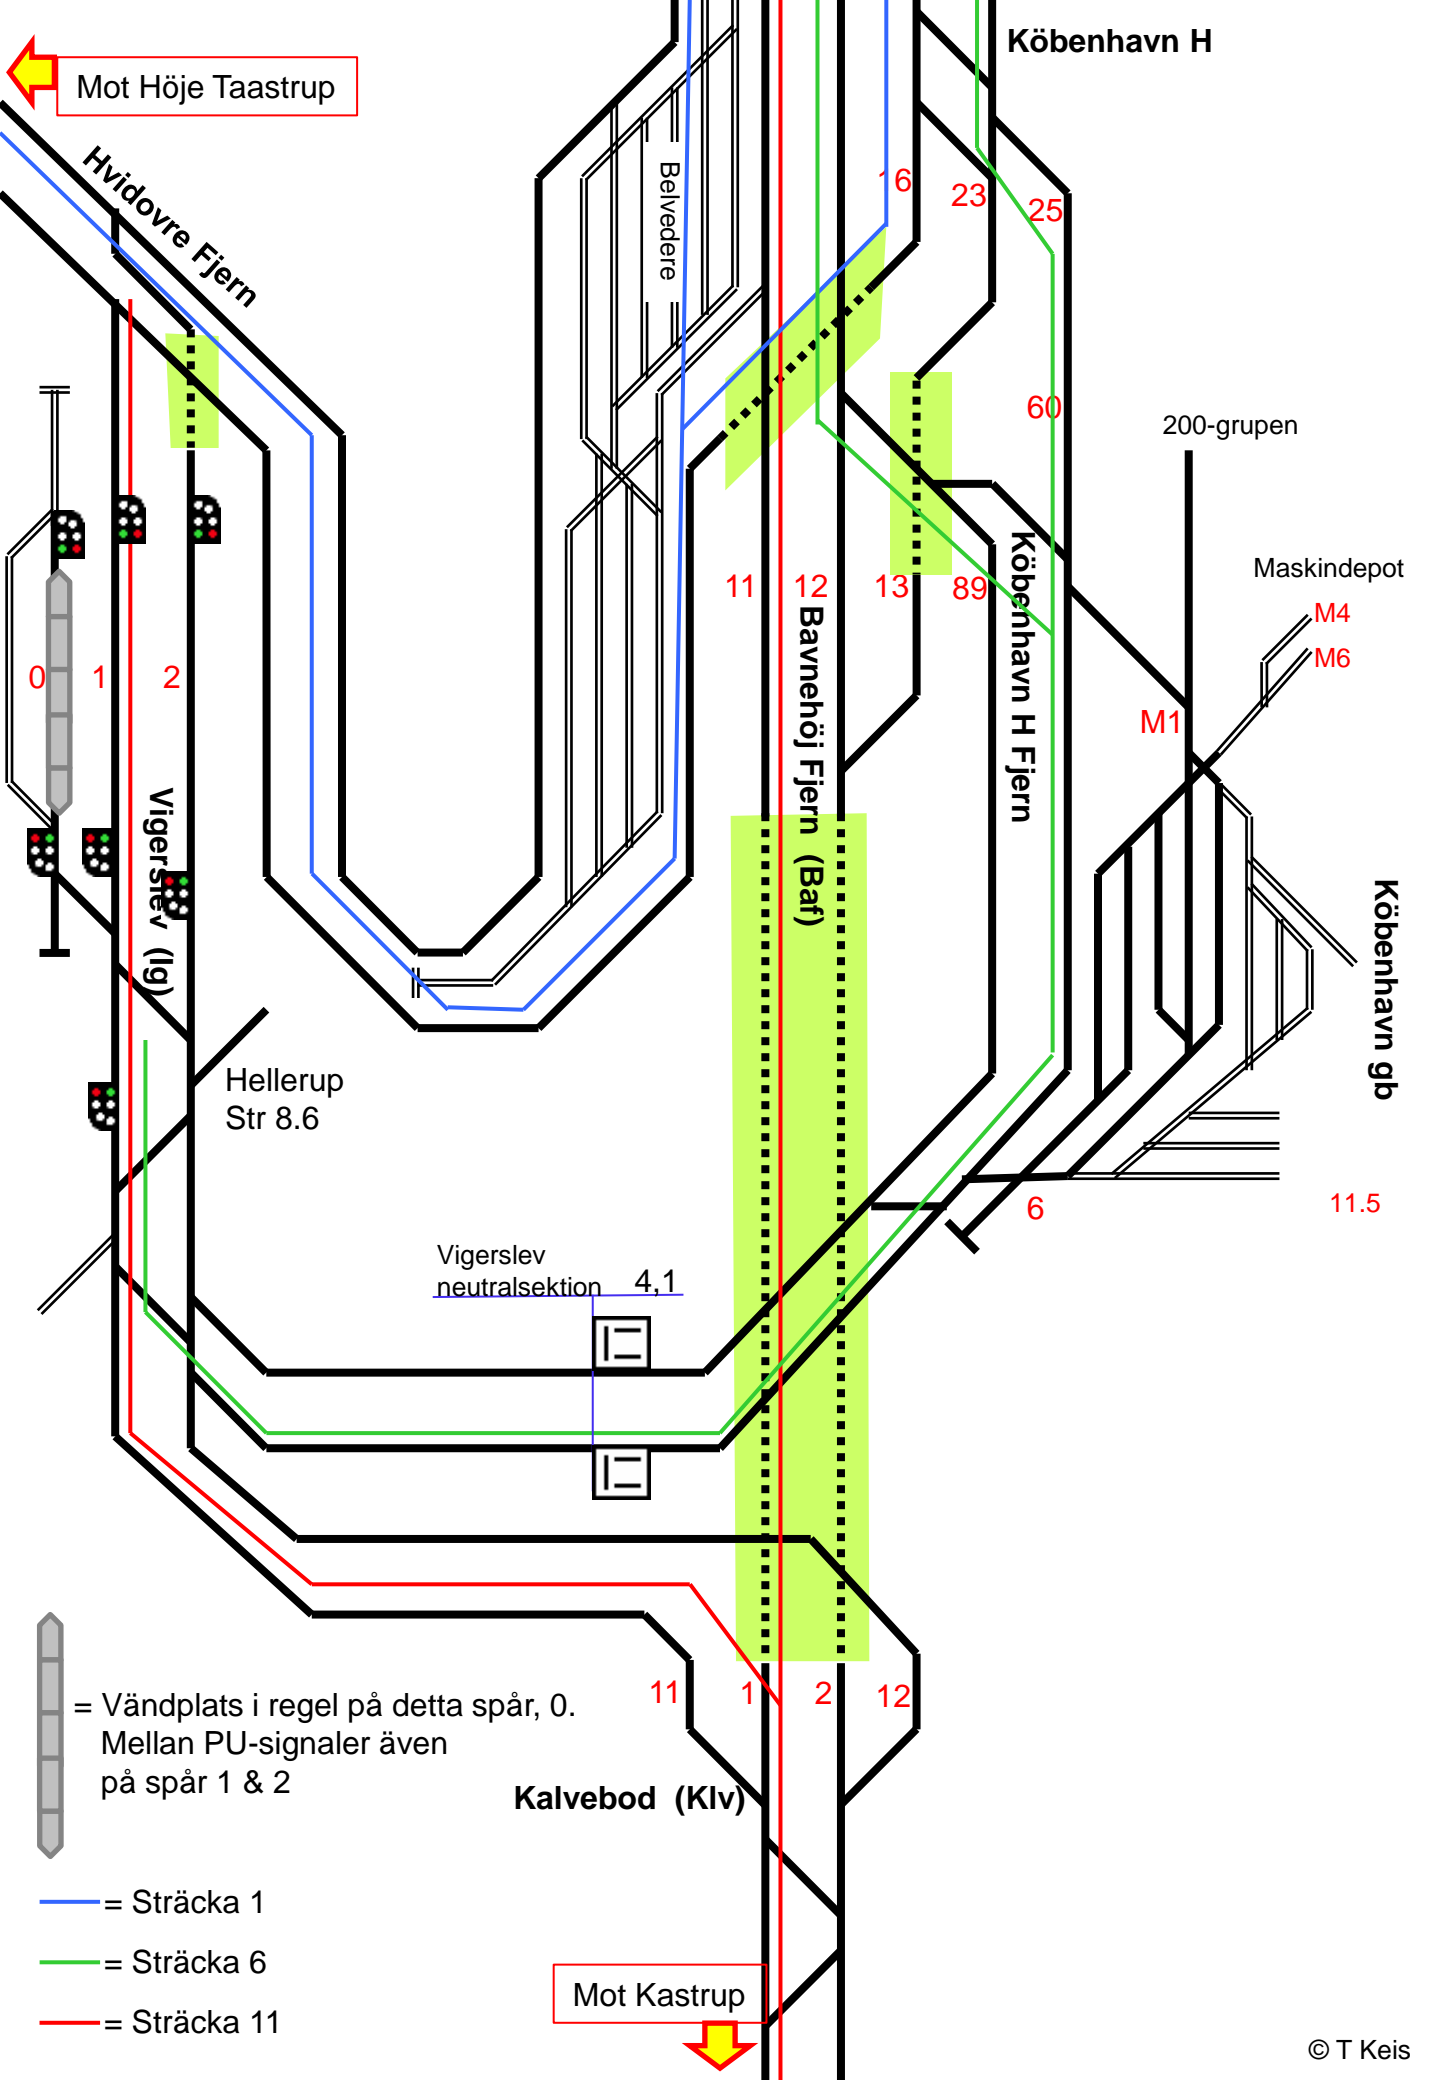 Köbenhavn H
Mot Höje Taastrup
Hvidovre Fjern
Belvedere
16
23
25
60
200-grupen
Maskindepot
M4
M6
M1
11
12
13
89
Köbenhavn H Fjern
Bavnehöj Fjern (Baf)
0
1
2
Vigerslev (Ig)
Köbenhavn gb
Hellerup
Str 8.6
6
11.5
Vigerslev
neutralsektion 4,1
11
1
2
12
= Vändplats i regel på detta spår, 0.
Mellan PU-signaler även
på spår 1 & 2
Kalvebod (Klv)
= Sträcka 1
= Sträcka 6
= Sträcka 11
Mot Kastrup
© T Keis